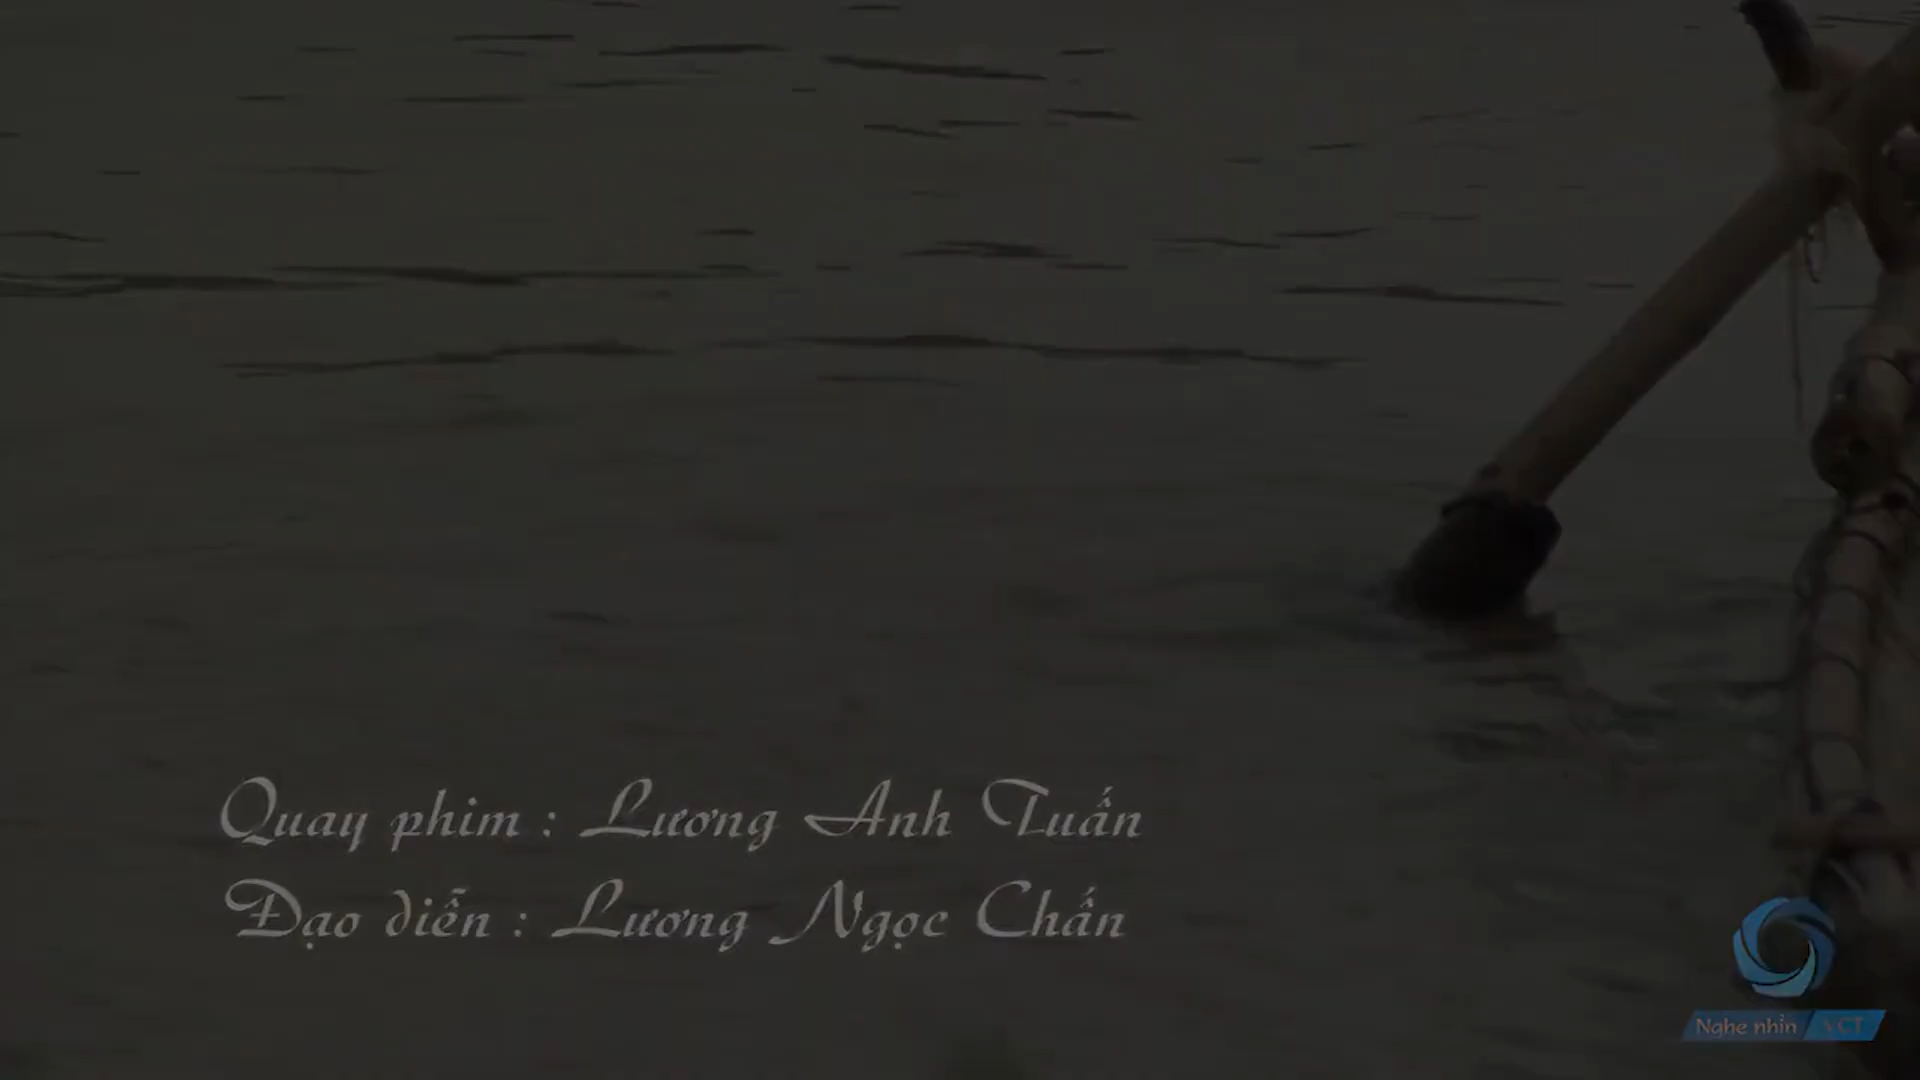 Quay phim : Lương Anh Tuấn
Đạo diễn : Lương Ngọc Chấn
Nghe nhìn VCT